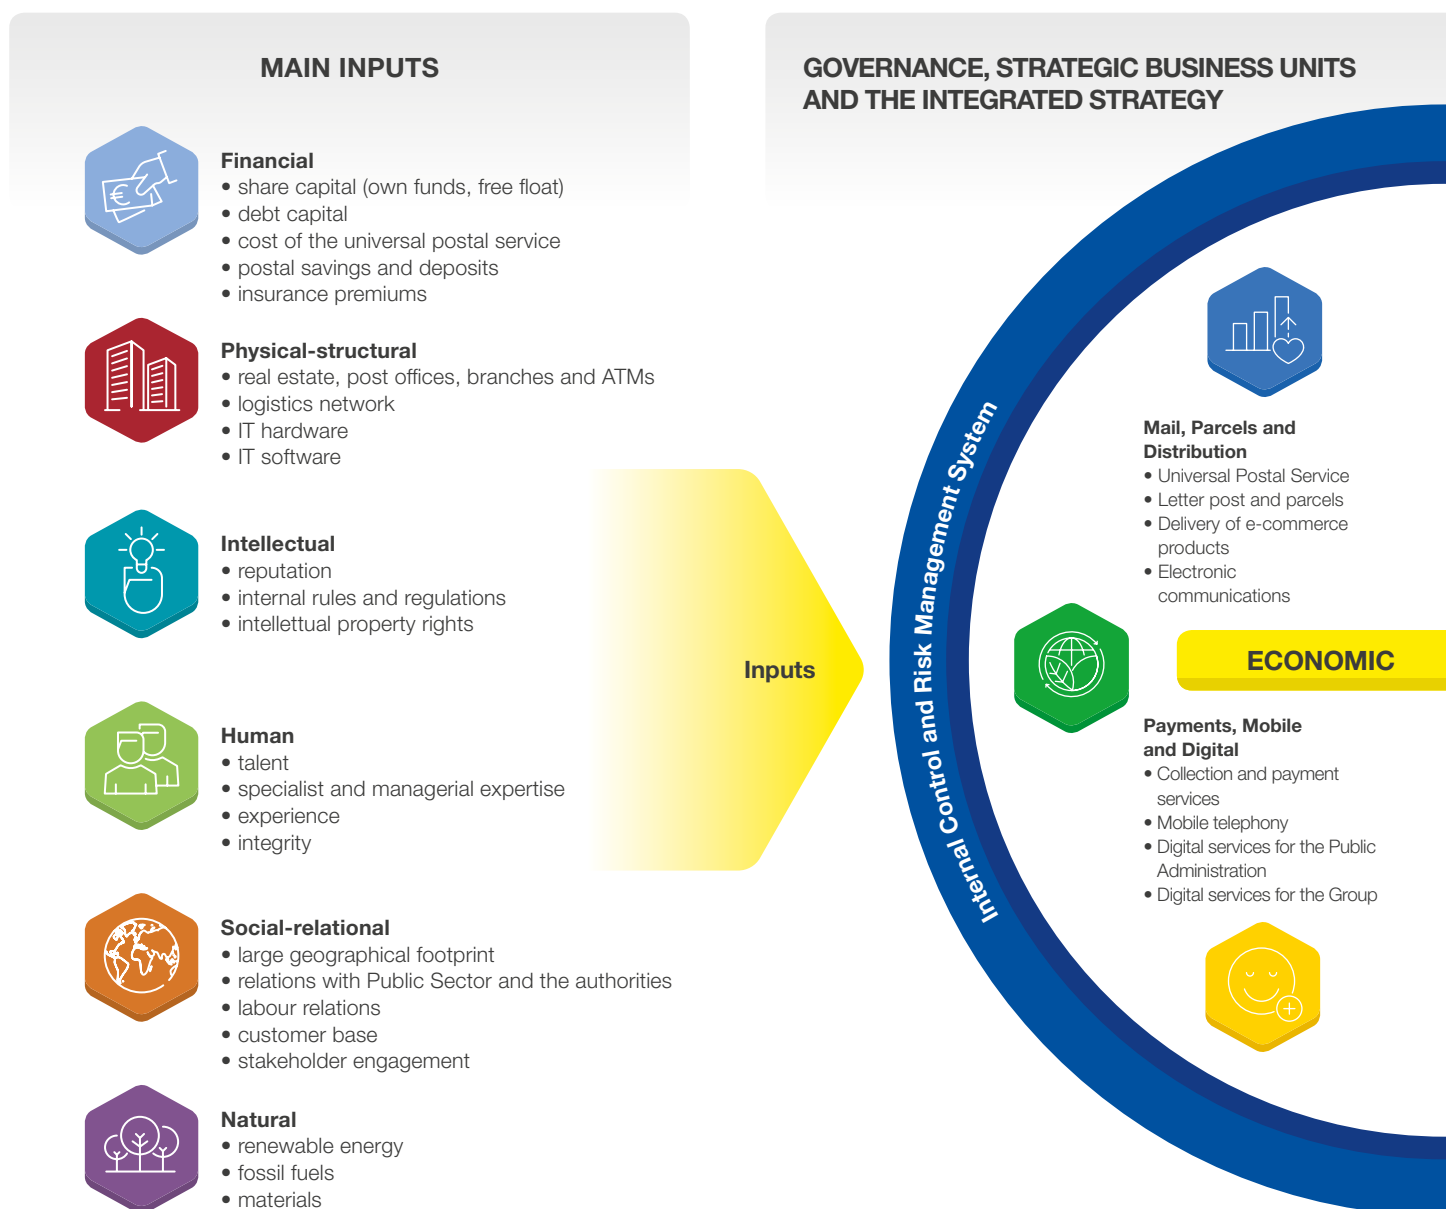 MAIN INPUTS
Financial
• share capital (own funds, free float)
• debt capital
• cost of the universal postal service
• postal savings and deposits
• insurance premiums
Physical-structural
• real estate, post offices, branches and ATMs
• logistics network
• IT hardware
• IT software
Intellectual
• reputation
• internal rules and regulations
• intellettual property rights
Human
• talent
• specialist and managerial expertise
• experience
• integrity
Social-relational
• large geographical footprint
• relations with Public Sector and the authorities
• labour relations
• customer base
• stakeholder engagement
Natural
• renewable energy
• fossil fuels
• materials
Inputs
GOVERNANCE, STRATEGIC BUSINESS UNITS
AND THE INTEGRATED STRATEGY
Internal Control and Risk Management System
Mail, Parcels and
Distribution
• Universal Postal Service
• Letter post and parcels
• Delivery of e-commerce
products
• Electronic
communications
ECONOMIC
Payments, Mobile
and Digital
• Collection and payment
services
• Mobile telephony
• Digital services for the Public
Administration
• Digital services for the Group